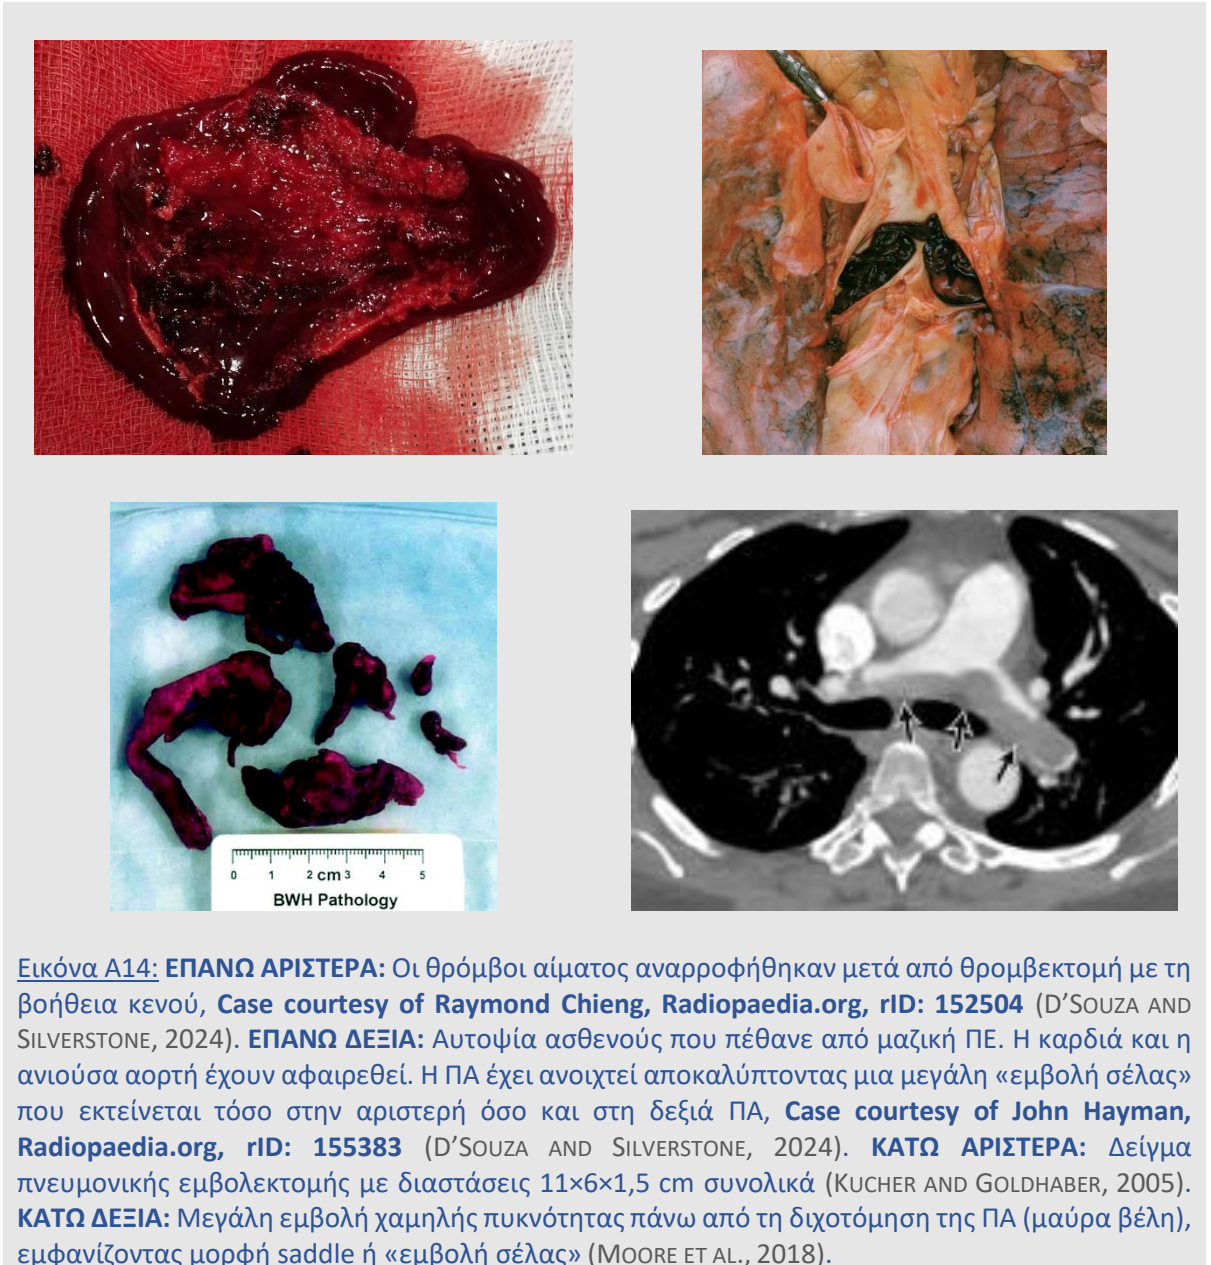 0 1 2 cm 3 4 5
BWH Pathology
Εικόνα Α14: ΕΠΑΝΩ ΑΡΙΣΤΕΡΑ: Οι θρόμβοι αίματος αναρροφήθηκαν μετά από θρομβεκτομή με τη
βοήθεια κενού, Case courtesy of Raymond Chieng, Radiopaedia.org, rID: 152504 (D’SOUZA AND
SILVERSTONE, 2024). ΕΠΑΝΩ ΔΕΞΙΑ: Αυτοψία ασθενούς που πέθανε από μαζική ΠΕ. Η καρδιά και η
ανιούσα αορτή έχουν αφαιρεθεί. Η ΠΑ έχει ανοιχτεί αποκαλύπτοντας μια μεγάλη «εμβολή σέλας»
που εκτείνεται τόσο στην αριστερή όσο και στη δεξιά ΠΑ, Case courtesy of John Hayman,
Radiopaedia.org, rID: 155383 (D’SOUZA AND SILVERSTONE, 2024). ΚΑΤΩ ΑΡΙΣΤΕΡΑ: Δείγμα
πνευμονικής εμβολεκτομής με διαστάσεις 11×6×1,5 cm συνολικά (KUCHER AND GOLDHABER, 2005).
ΚΑΤΩ ΔΕΞΙΑ: Μεγάλη εμβολή χαμηλής πυκνότητας πάνω από τη διχοτόμηση της ΠΑ (μαύρα βέλη),
εμφανίζοντας μορφή saddle ή «εμβολή σέλας» (MOORE ET AL., 2018).